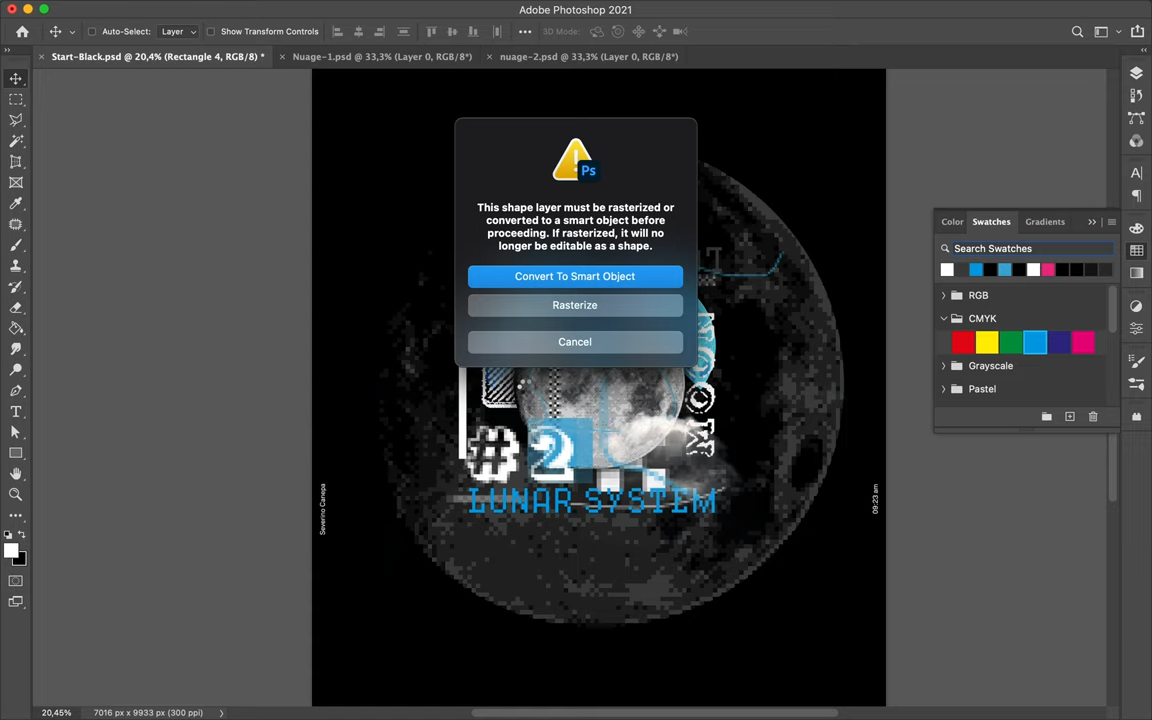 Adobe Photoshop 2021
Auto-Select: Layer Show Transform Controls 3D Mode:
Start-Black.psd @ 20,4% (Rectangle 4, RGB/8) * Nuage-1.psd @ 33,3% (Layer 0, RGB/8*) nuage-2.psd @ 33,3% (Layer 0, RGB/8*)
Ps
This shape layer must be rasterized or
converted to a smart object before
proceeding. If rasterized, it will no
longer be editable as a shape.
Convert To Smart Object
Rasterize
Cancel
Color Swatches Gradients
Search Swatches
RGB
CMYK
Grayscale
Pastel
#2
LUNAR SYSTEM
Severino Canepa
09:23 am
20,45% 7016 px x 9933 px (300 ppi)